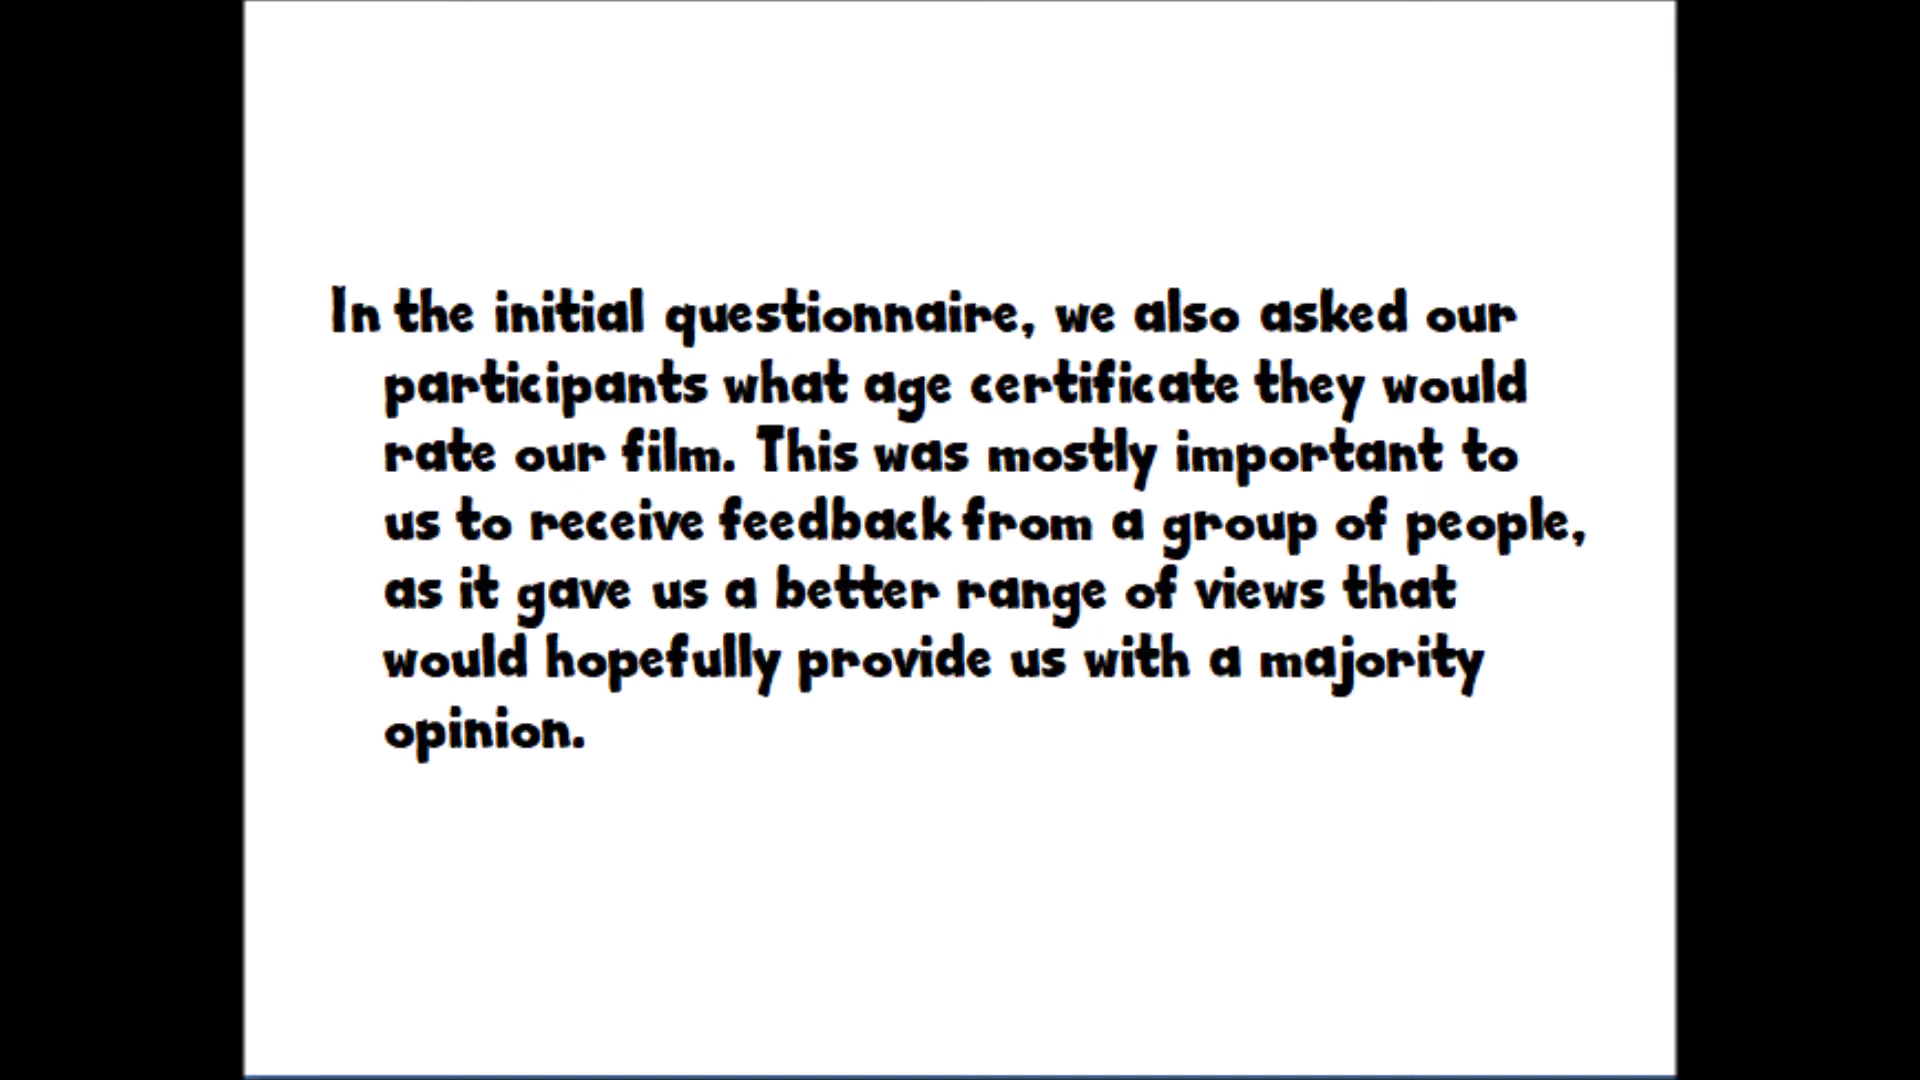 In the initial questionnaire, we also asked our
participants what age certificate they would
rate our film. This was mostly important to
us to receive feedback from a group of people,
as it gave us a better range of views that
would hopefully provide us with a majority
opinion.